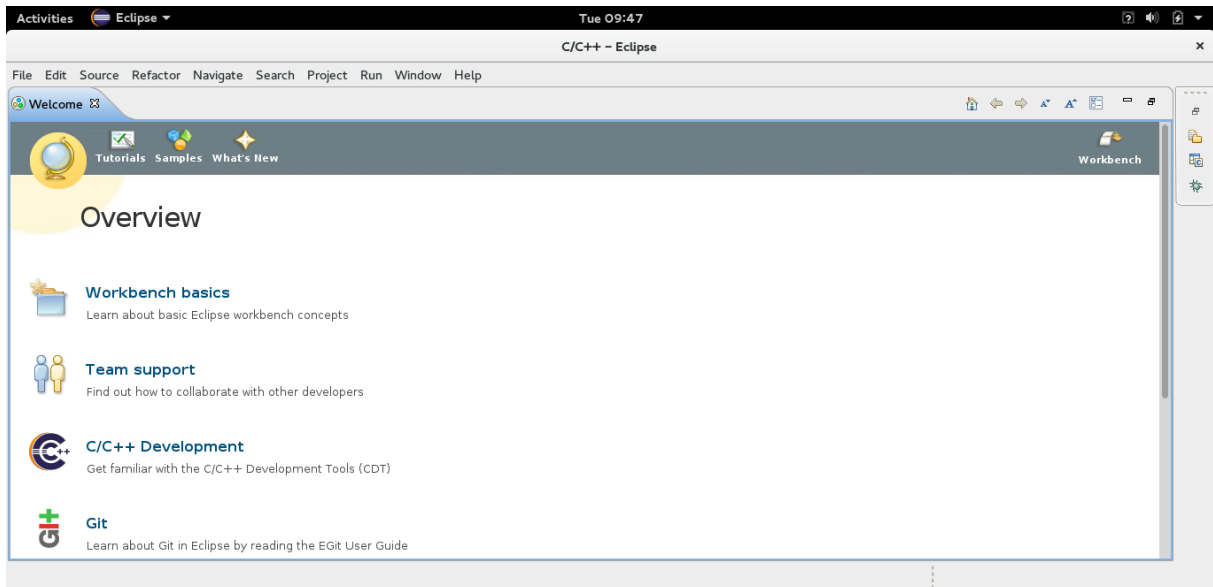 Activities Eclipse Tue 09:47
C/C++ – Eclipse
File Edit Source Refactor Navigate Search Project Run Window Help
Welcome
Tutorials Samples What's New Workbench
Overview
Workbench basics
Learn about basic Eclipse workbench concepts
Team support
Find out how to collaborate with other developers
C/C++ Development
Get familiar with the C/C++ Development Tools (CDT)
Git
Learn about Git in Eclipse by reading the EGit User Guide